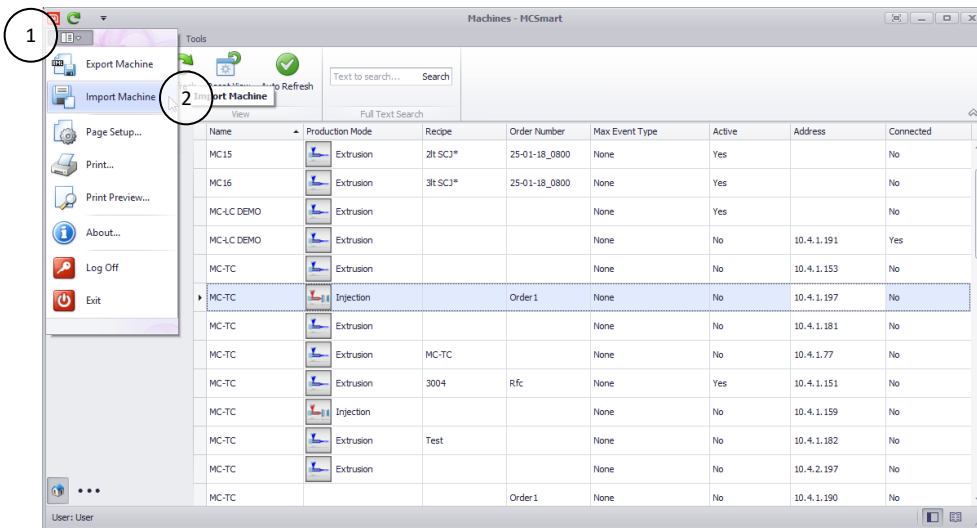 Machines - MCSmart
1
Tools
Export Machine
Import Machine
2
Page Setup...
Print...
Print Preview...
About...
Log Off
Exit
Auto Refresh
Import Machine
View
Text to search... Search
Full Text Search
Name Production Mode Recipe Order Number Max Event Type Active Address Connected
MC15 Extrusion 2lt SCJ* 25-01-18_0800 None Yes No
MC16 Extrusion 3lt SCJ* 25-01-18_0800 None Yes No
MC-LC DEMO Extrusion None Yes No
MC-LC DEMO Extrusion None No 10.4.1.191 Yes
MC-TC Extrusion None No 10.4.1.153 No
MC-TC Injection Order1 None No 10.4.1.197 No
MC-TC Extrusion None No 10.4.1.181 No
MC-TC Extrusion MC-TC None No 10.4.1.77 No
MC-TC Extrusion 3004 Rfc None Yes 10.4.1.151 No
MC-TC Injection None No 10.4.1.159 No
MC-TC Extrusion Test None No 10.4.1.182 No
MC-TC Extrusion None No 10.4.2.197 No
MC-TC Order1 None No 10.4.1.190 No
User: User